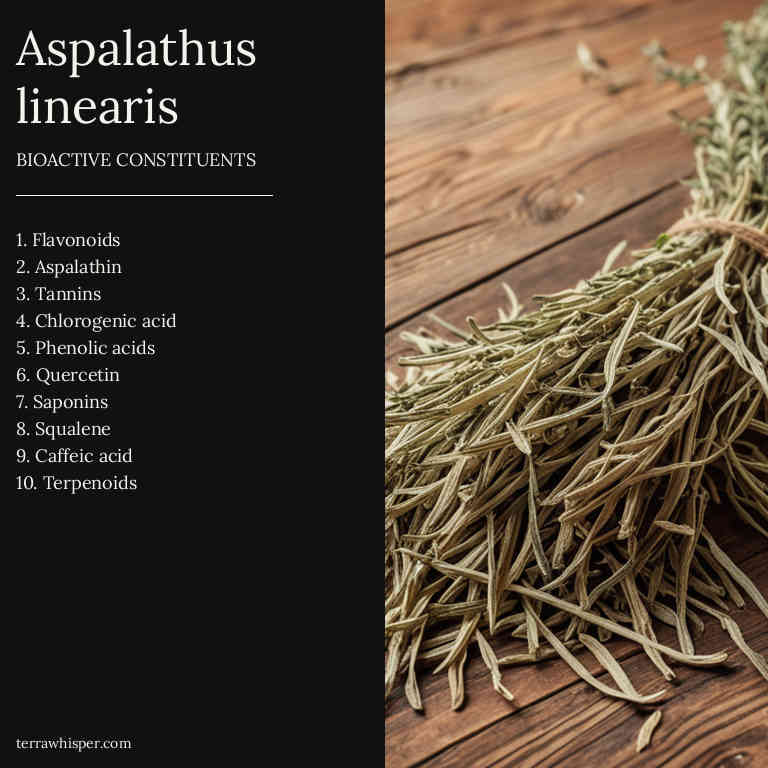 Aspalathus
linearis
BIOACTIVE CONSTITUENTS
1. Flavonoids
2. Aspalathin
3. Tannins
4. Chlorogenic acid
5. Phenolic acids
6. Quercetin
7. Saponins
8. Squalene
9. Caffeic acid
10. Terpenoids
terrawhisper.com